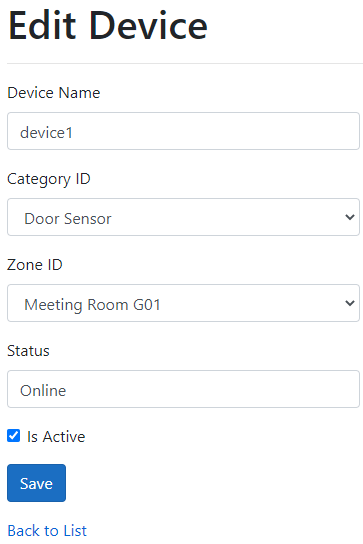 Edit Device
Device Name
device1
Category ID
Door Sensor
Zone ID
Meeting Room G01
Status
Online
Is Active
Save
Back to List